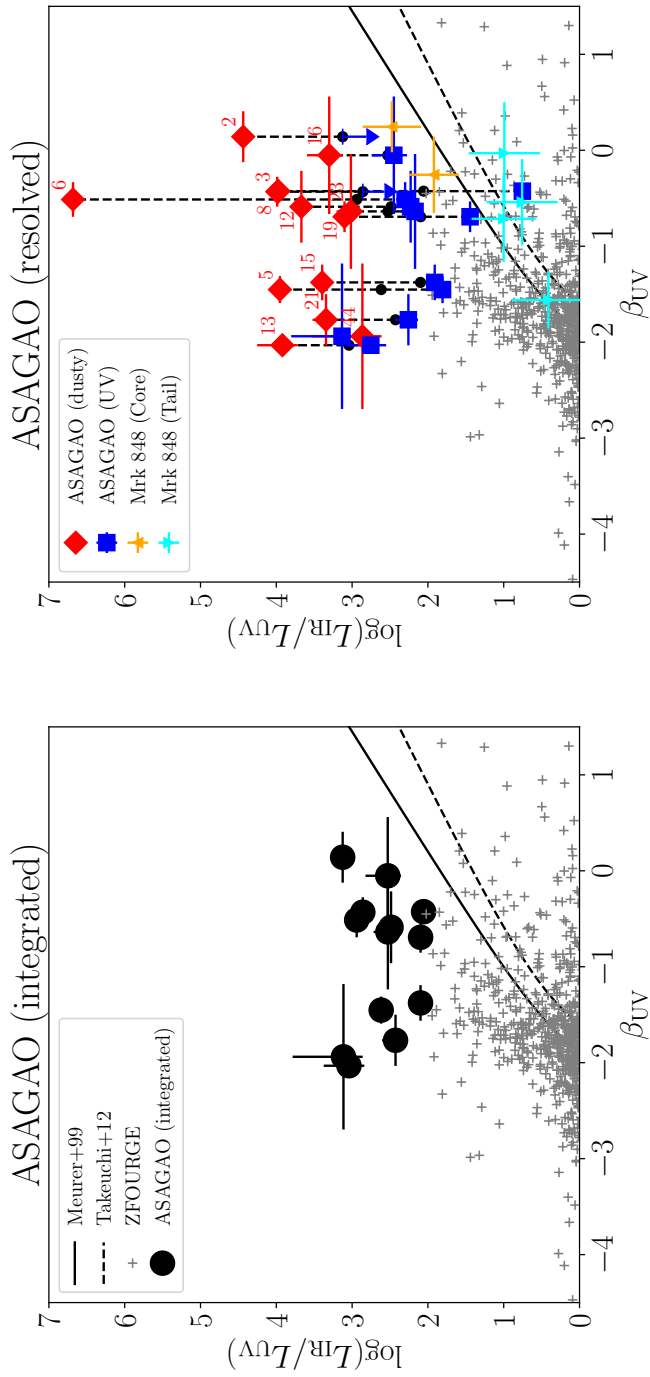 ASAGAO (integrated)
Meurer+99
Takeuchi+12
ZFOURGE
ASAGAO (integrated)
7
6
5
4
3
2
1
0
log(L_IR/L_UV)
−4
−3
−2
−1
0
1
β_UV
ASAGAO (resolved)
ASAGAO (dusty)
ASAGAO (UV)
Mrk 848 (Core)
Mrk 848 (Tail)
6
2
16
3
8
12
19
5
15
21
13
7
6
5
4
3
2
1
0
log(L_IR/L_UV)
−4
−3
−2
−1
0
1
β_UV